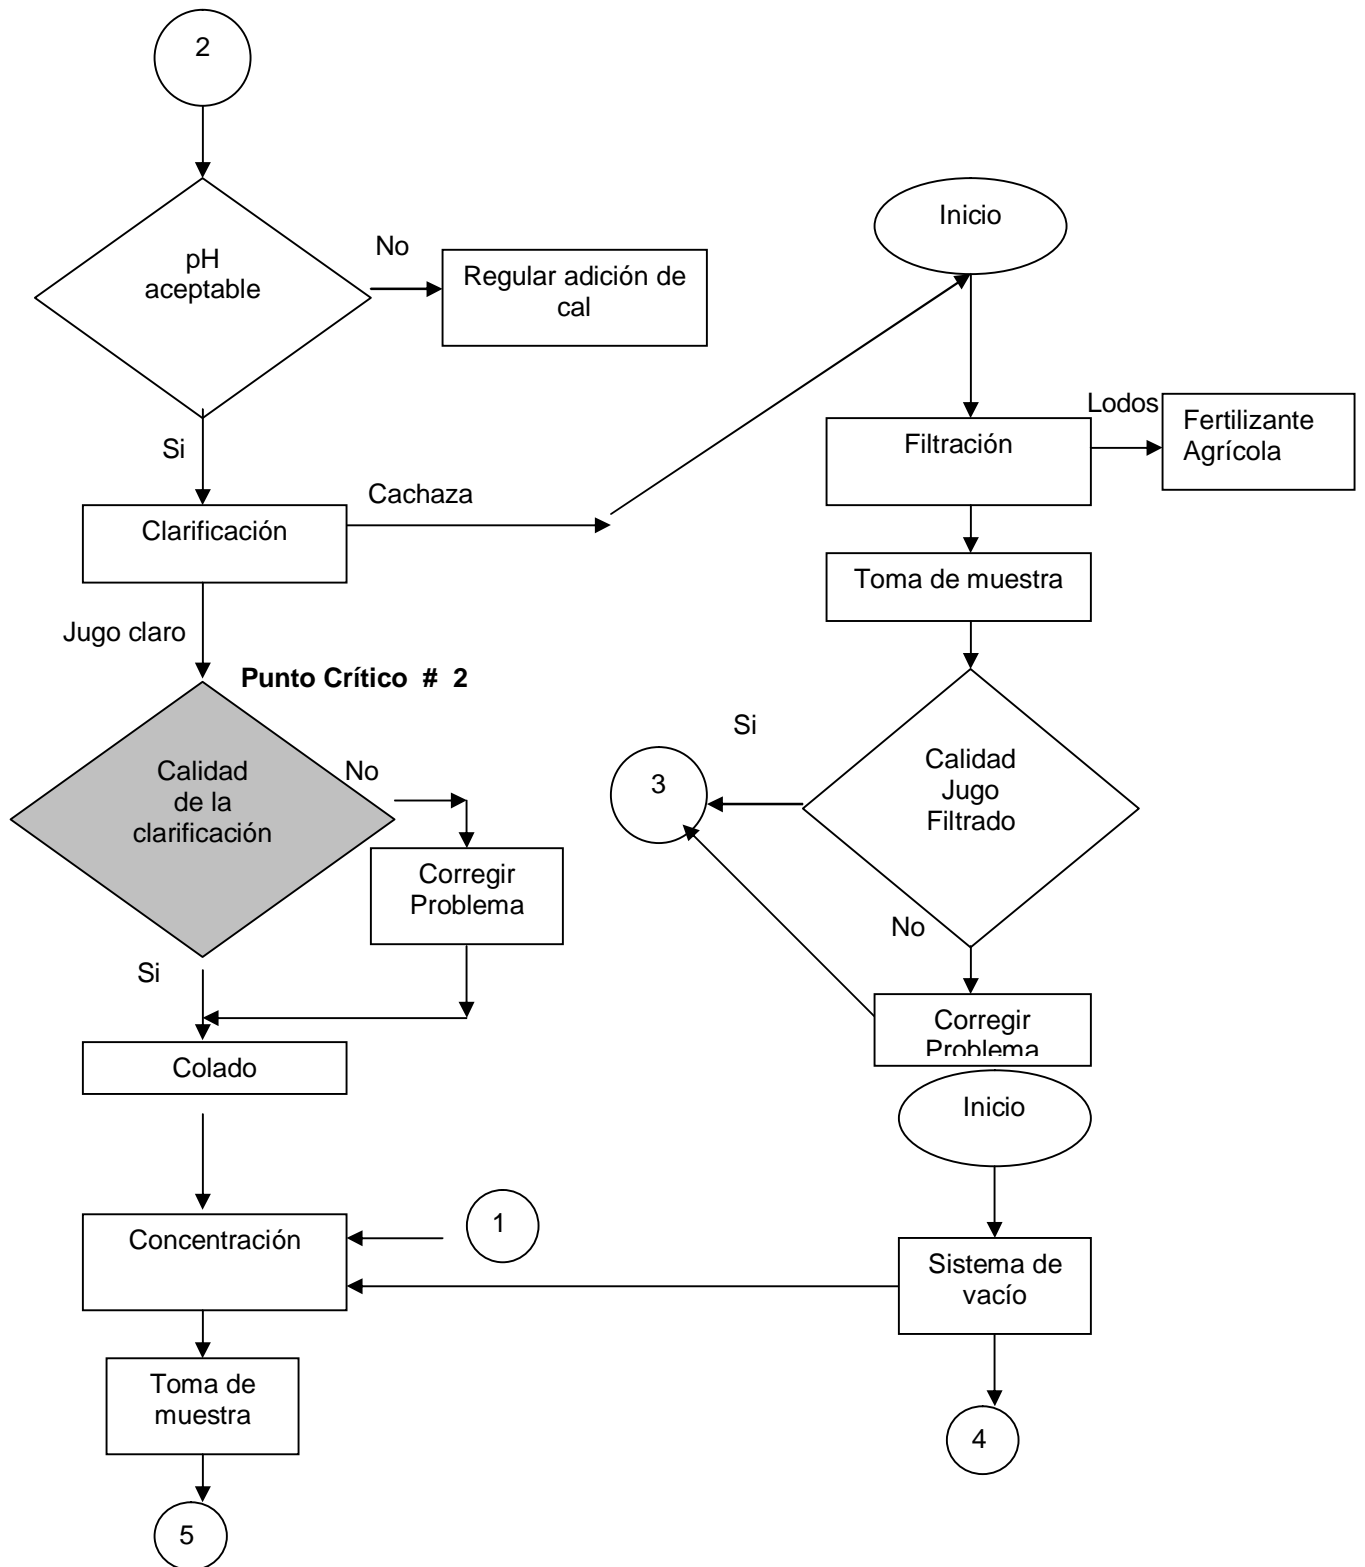 2
pH
aceptable
No
Regular adición de
cal
Si
Clarificación
Cachaza
Jugo claro
Punto Crítico # 2
Calidad
de la
clarificación
No
Corregir
Problema
Si
Colado
Concentración
1
Toma de
muestra
5
Inicio
Filtración
Lodos
Fertilizante
Agrícola
Toma de muestra
Calidad
Jugo
Filtrado
Si
3
No
Corregir
Problema
Inicio
Sistema de
vacío
4